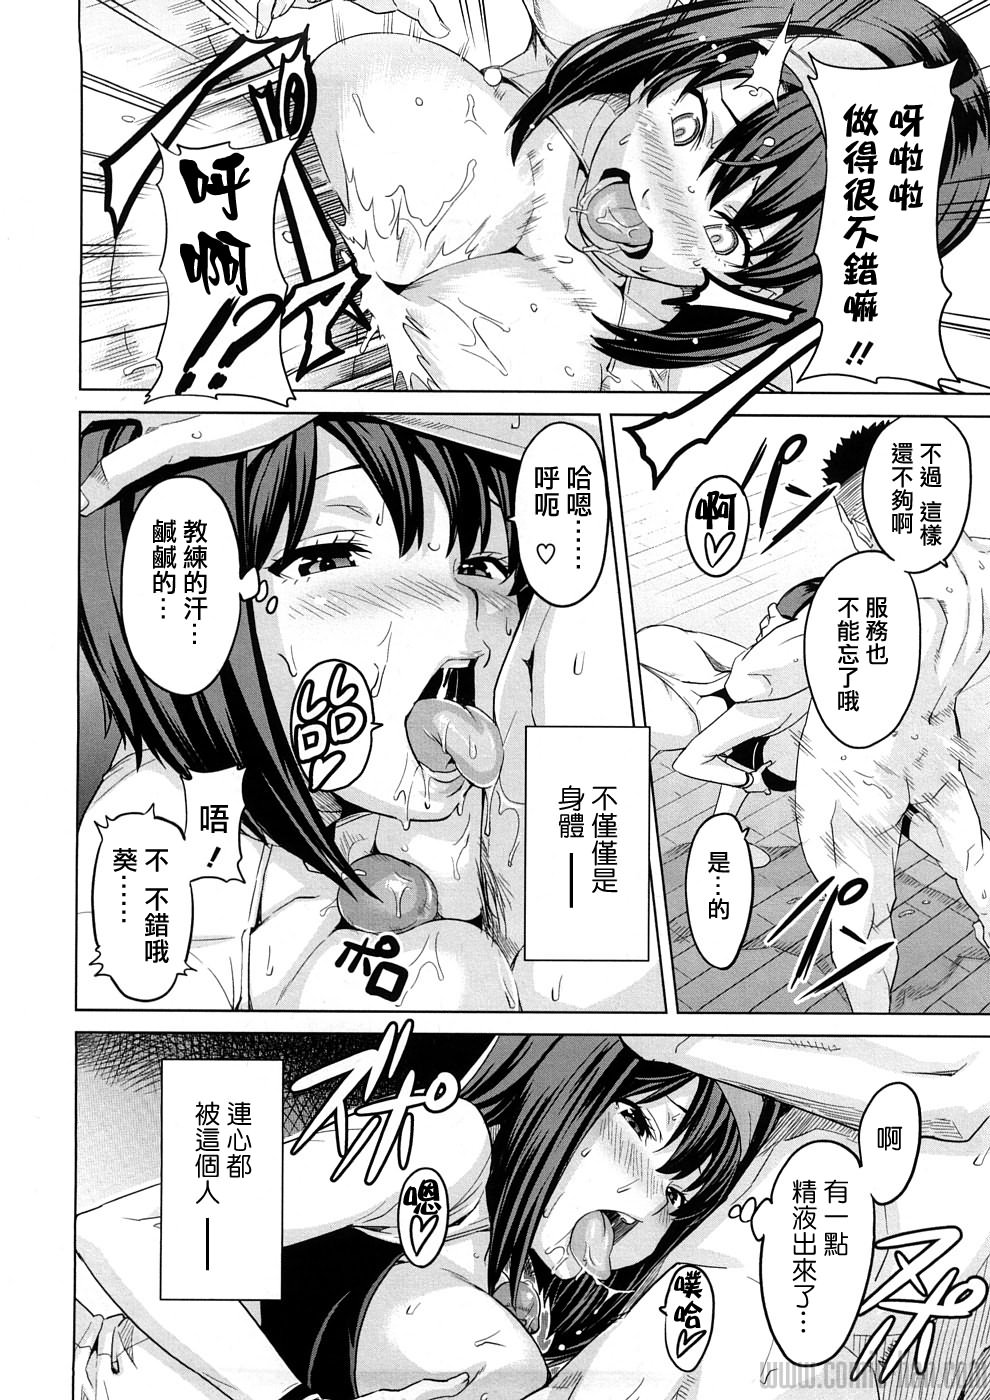 呀啦啦
做得很不錯嘛!!
呼啊!?
不過 這樣
還不夠啊
服務也
不能忘了哦
啊♡
パン
是…的
パン
哈嗯……
呼呃♡
教練的汗…
鹹鹹的…
不僅僅是
身體——
唔!
不 不錯哦
葵……
啊
有一點
精液出來了…
嗯♡
噗哈♡
連心都
被這個人——